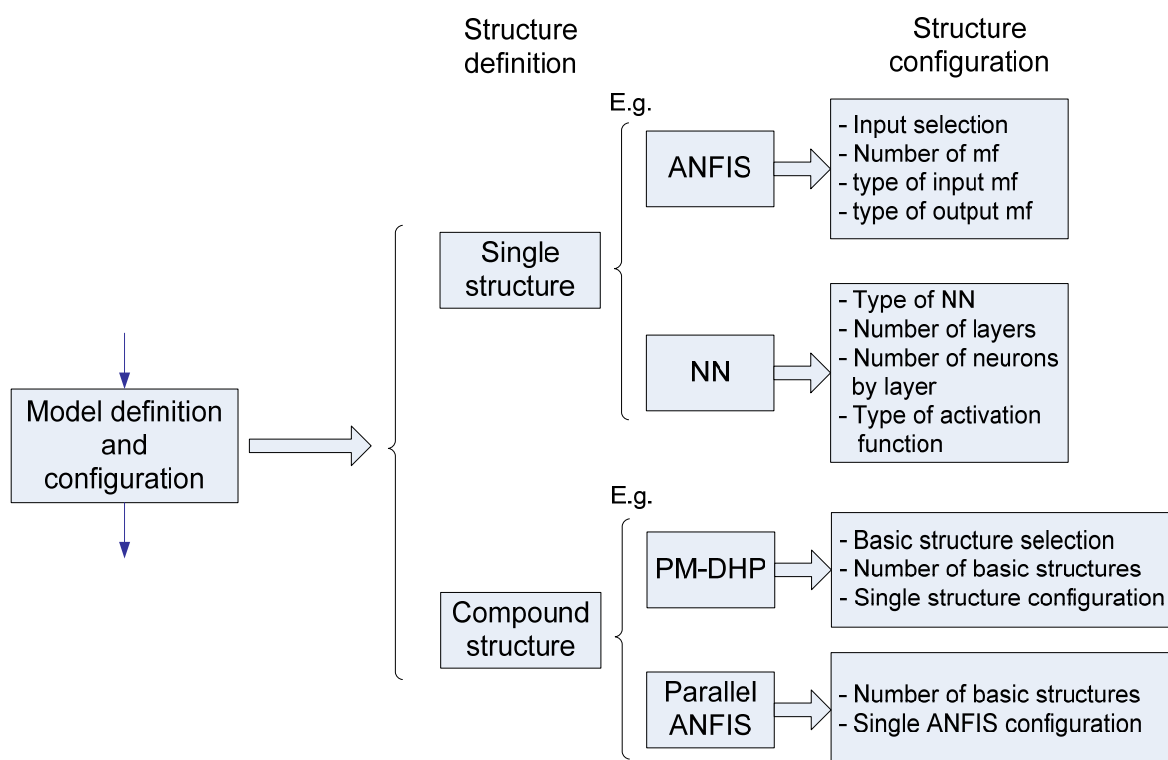 Structure
definition
Structure
configuration
E.g.
ANFIS
- Input selection
- Number of mf
- type of input mf
- type of output mf
Single
structure
NN
- Type of NN
- Number of layers
- Number of neurons
by layer
- Type of activation
function
Model definition
and
configuration
E.g.
PM-DHP
- Basic structure selection
- Number of basic structures
- Single structure configuration
Compound
structure
Parallel
ANFIS
- Number of basic structures
- Single ANFIS configuration